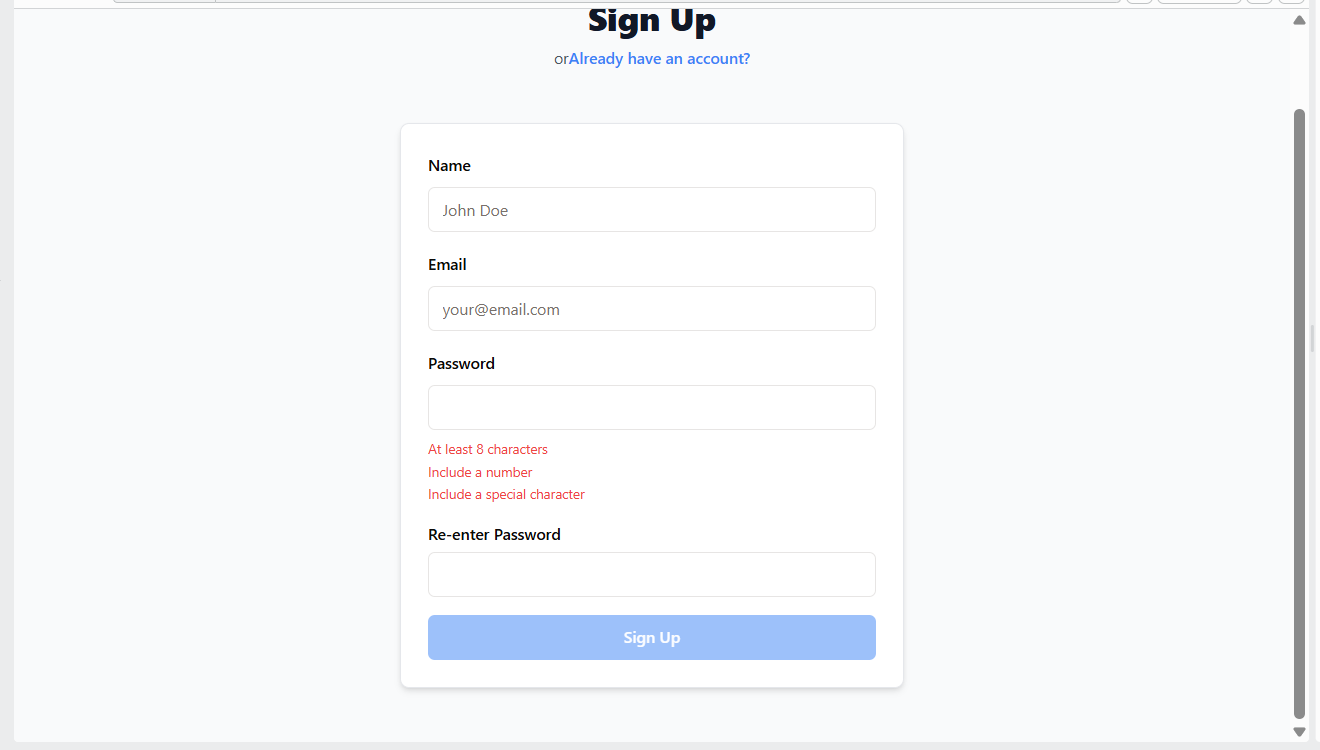 Sign Up
orAlready have an account?
Name
John Doe
Email
your@email.com
Password
At least 8 characters
Include a number
Include a special character
Re-enter Password
Sign Up